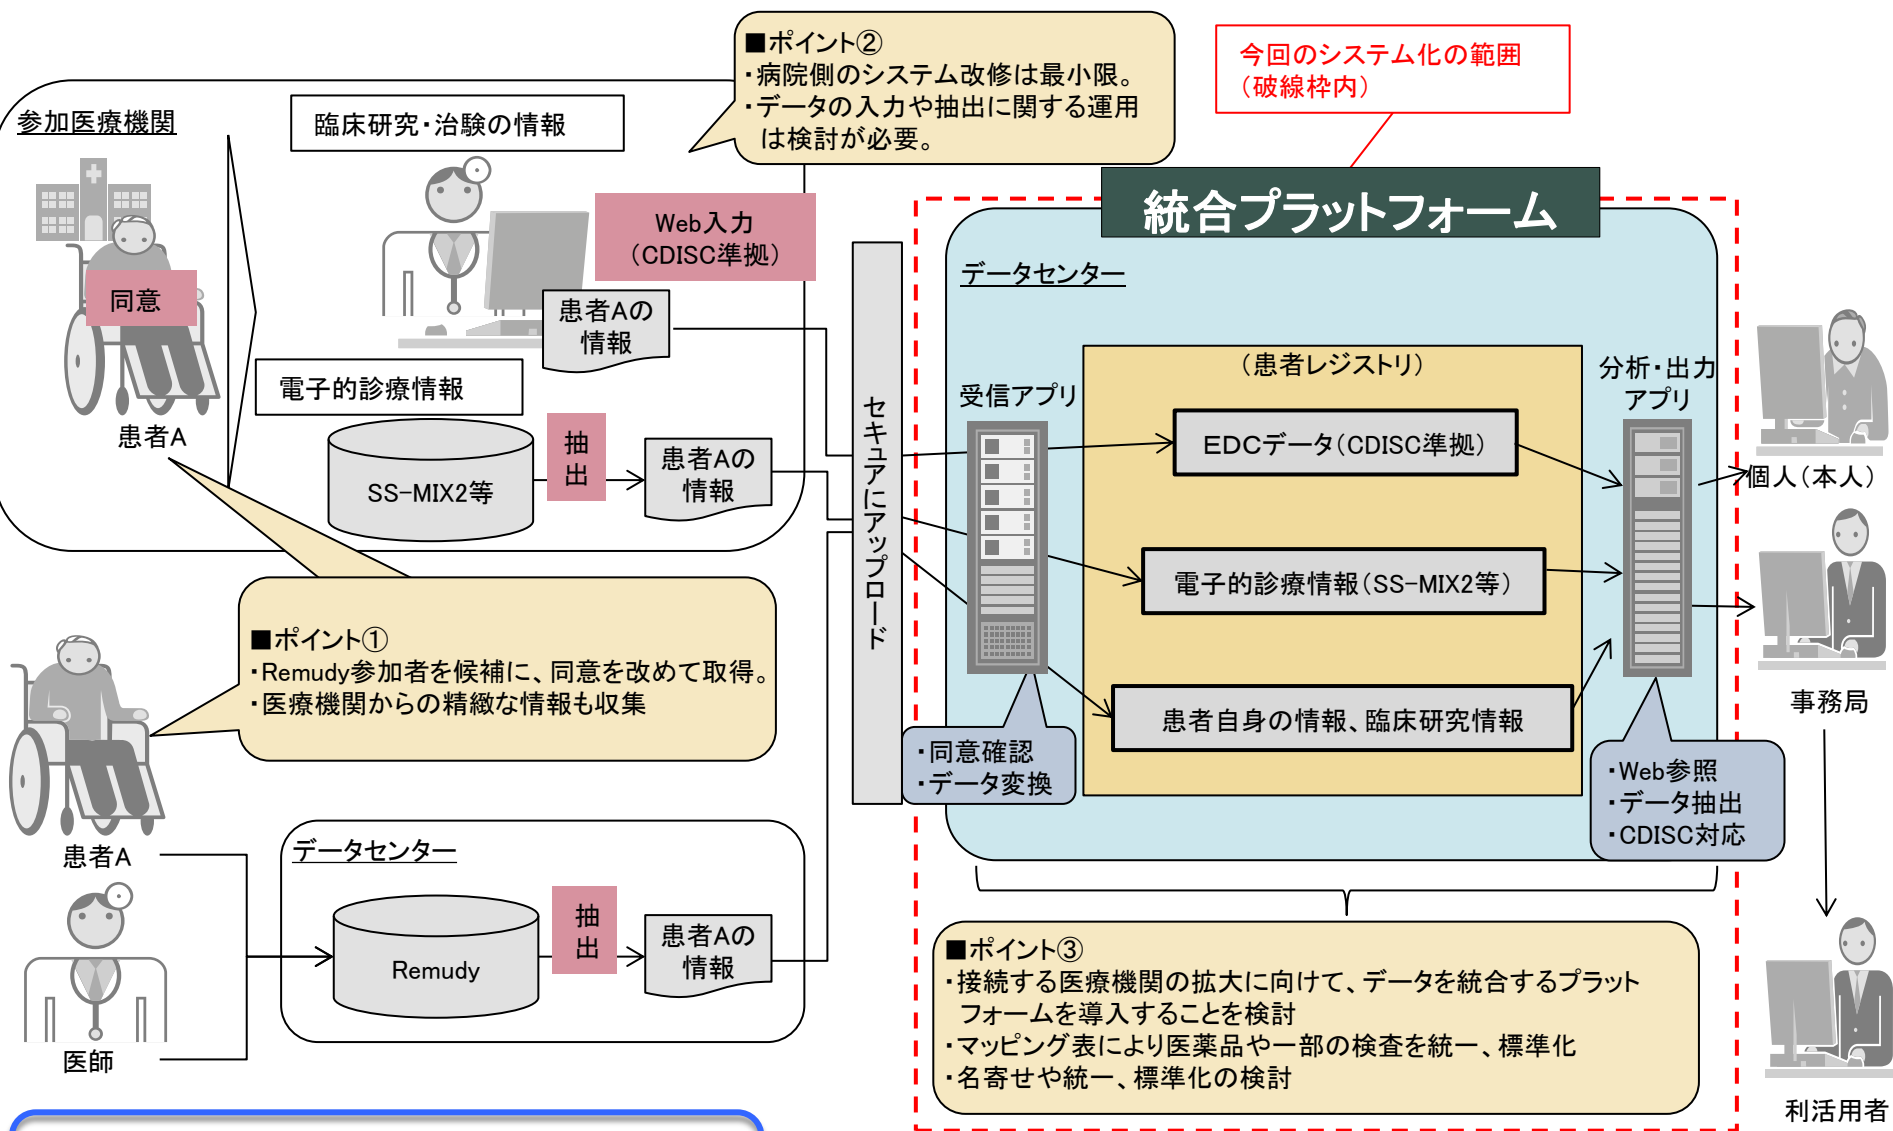 ■ポイント②
・病院側のシステム改修は最小限。
・データの入力や抽出に関する運用
は検討が必要。
今回のシステム化の範囲
（破線枠内）
参加医療機関
臨床研究・治験の情報
Web入力
（CDISC準拠）
同意
患者Aの
情報
電子的診療情報
患者A
SS-MIX2等
抽
出
患者Aの
情報
セキュアにアップロード
統合プラットフォーム
データセンター
（患者レジストリ）
受信アプリ
分析・出力
アプリ
EDCデータ（CDISC準拠）
電子的診療情報（SS-MIX2等）
患者自身の情報、臨床研究情報
・同意確認
・データ変換
・Web参照
・データ抽出
・CDISC対応
個人（本人）
事務局
利活用者
■ポイント①
・Remudy参加者を候補に、同意を改めて取得。
・医療機関からの精緻な情報も収集
患者A
医師
データセンター
Remudy
抽
出
患者Aの
情報
■ポイント③
・接続する医療機関の拡大に向けて、データを統合するプラット
フォームを導入することを検討
・マッピング表により医薬品や一部の検査を統一、標準化
・名寄せや統一、標準化の検討